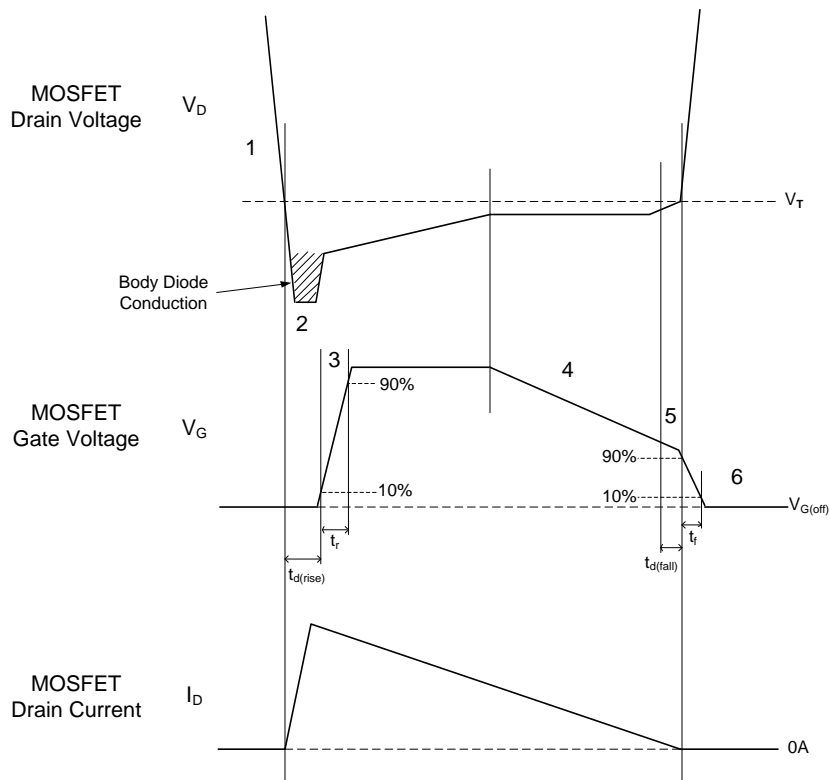 MOSFET
Drain Voltage
V_D
1
V_T
Body Diode
Conduction
2
3
4
MOSFET
Gate Voltage
V_G
90%
5
90%
6
10%
10%
V_G(off)
t_r
t_f
t_d(rise)
t_d(fall)
MOSFET
Drain Current
I_D
0A